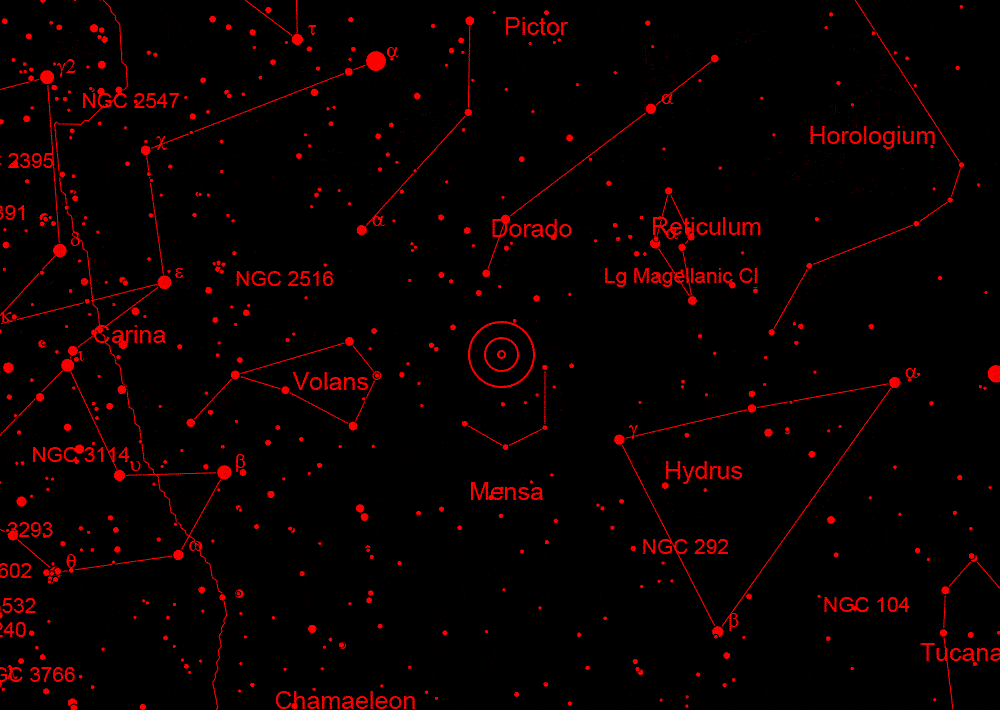 Pictor
τ
α
γ2
NGC 2547
α
Horologium
χ
2395
391
α
Dorado
Reticulum
α
δ
ε
NGC 2516
Lg Magellanic Cl
κ
Carina
ι
Volans
α
γ
NGC 3114
υ
β
Hydrus
Mensa
3293
ω
NGC 292
θ
602
532
NGC 104
240
β
Tucana
GC 3766
λ
Chamaeleon